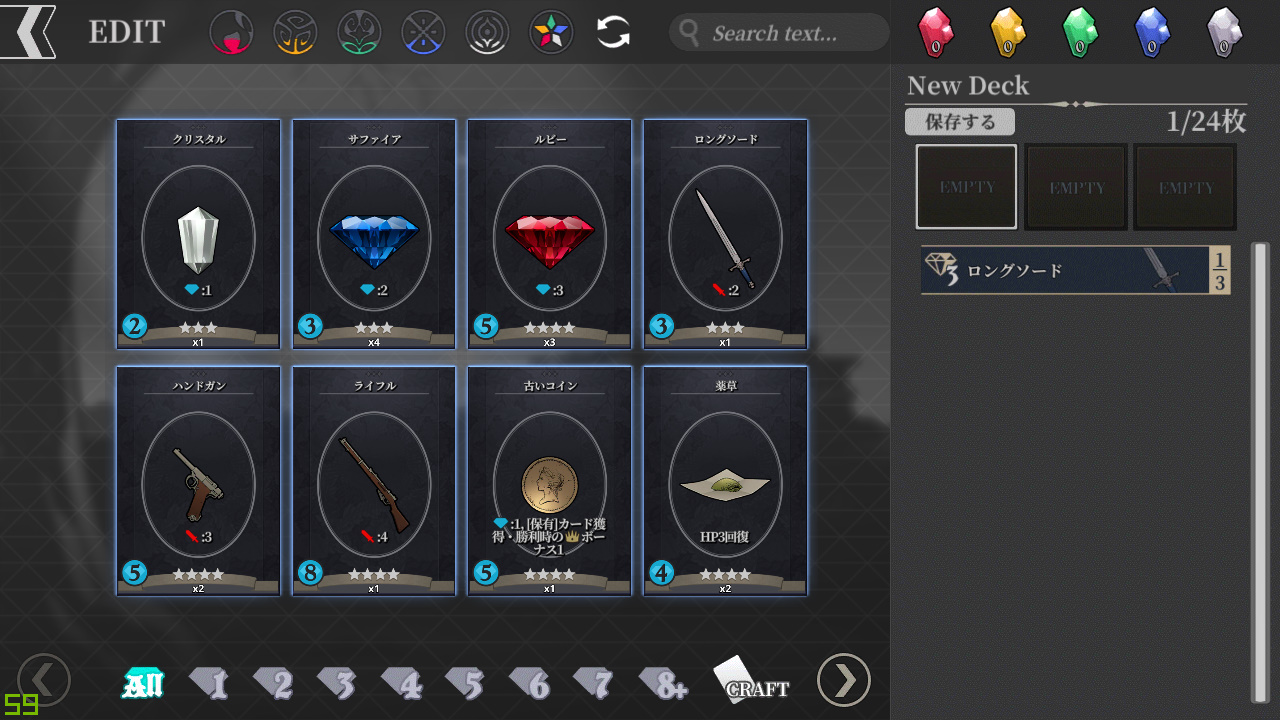 EDIT
Search text...
0
0
0
0
0
New Deck
保存する
1/24枚
EMPTY
EMPTY
EMPTY
3
ロングソード
1
3
クリスタル
:1
2
x1
サファイア
:2
3
x4
ルビー
:3
5
x3
ロングソード
:2
3
x1
ハンドガン
:3
5
x2
ライフル
:4
8
x1
古いコイン
:1, [保有]カード獲
得・勝利時の ボー
ナス1
5
x1
薬草
HP3回復
4
x2
All
1
2
3
4
5
6
7
8+
CRAFT
59